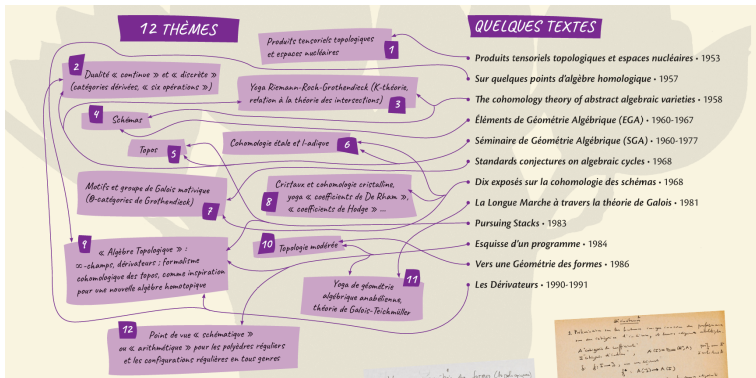 12 THÈMES
QUELQUES TEXTES
Produits tensoriels topologiques
et espaces nucléaires
1
2
Dualité « continue » et « discrète »
(catégories dérivées, « six opérations »)
Yoga Riemann-Roch-Grothendieck (K-théorie,
relation à la théorie des intersections)
3
4
Schémas
Topos
5
Cohomologie étale et l-adique
6
Motifs et groupe de Galois motivique
(⊗-catégories de Grothendieck)
7
Cristaux et cohomologie cristalline,
yoga « coefficients de De Rham »,
« coefficients de Hodge » ...
8
9
« Algèbre Topologique » :
∞-champs, dérivateurs ; formalisme
cohomologique des topos, comme inspiration
pour une nouvelle algèbre homotopique
10
Topologie modérée
11
Yoga de géométrie
algébrique anabélienne,
théorie de Galois-Teichmüller
12
Point de vue « schématique »
ou « arithmétique » pour les polyèdres réguliers
et les configurations régulières en tous genres
Produits tensoriels topologiques et espaces nucléaires • 1953
Sur quelques points d'algèbre homologique • 1957
The cohomology theory of abstract algebraic varieties • 1958
Éléments de Géométrie Algébrique (EGA) • 1960-1967
Séminaire de Géométrie Algébrique (SGA) • 1960-1977
Standards conjectures on algebraic cycles • 1968
Dix exposés sur la cohomologie des schémas • 1968
La Longue Marche à travers la théorie de Galois • 1981
Pursuing Stacks • 1983
Esquisse d'un programme • 1984
Vers une Géométrie des formes • 1986
Les Dérivateurs • 1990-1991